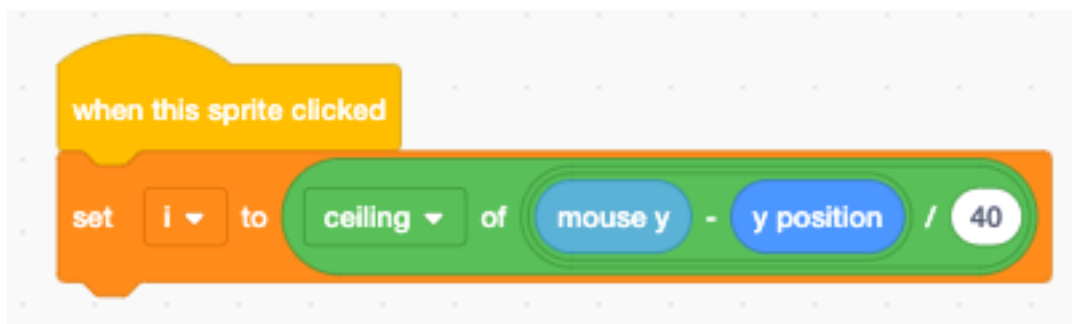 when this sprite clicked
set i to ceiling of mouse y - y position / 40